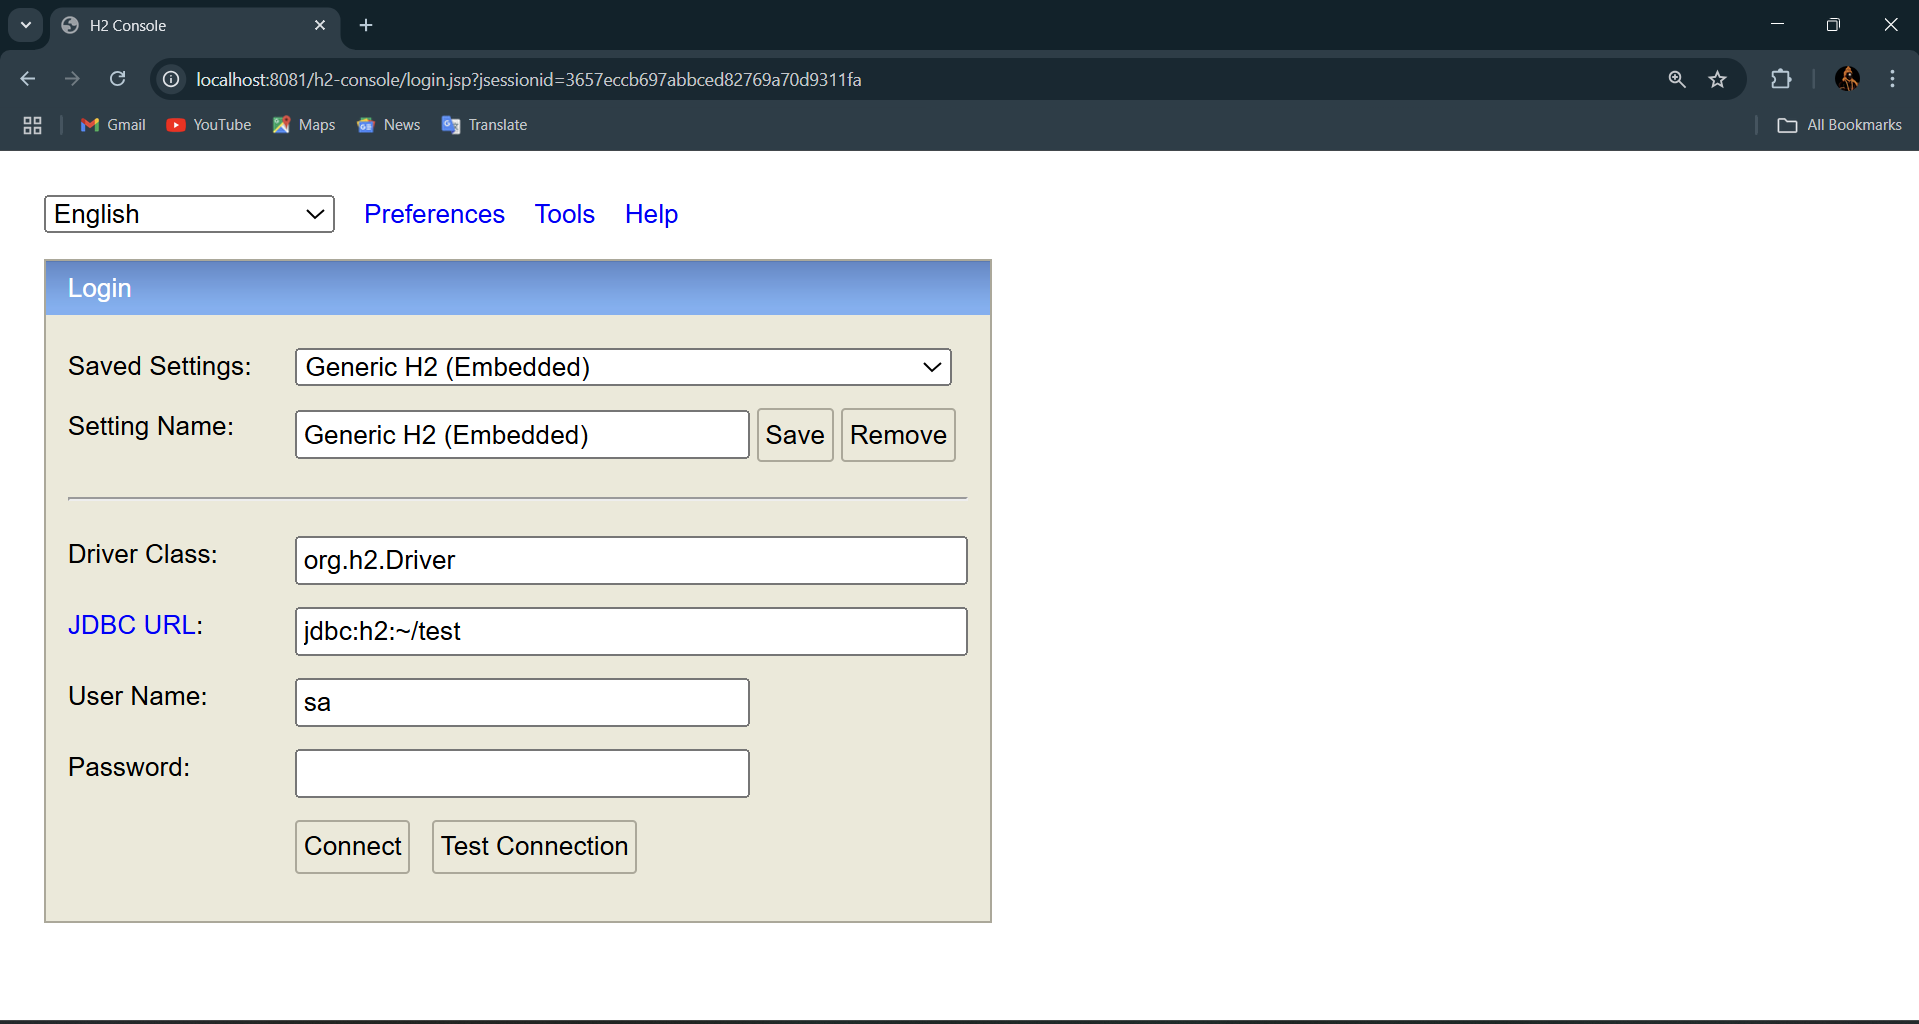 H2 Console
localhost:8081/h2-console/login.jsp?jsessionid=3657eccb697abbced82769a70d9311fa
Gmail YouTube Maps News Translate All Bookmarks
English Preferences Tools Help
Login
Saved Settings: Generic H2 (Embedded)
Setting Name: Generic H2 (Embedded) Save Remove
Driver Class: org.h2.Driver
JDBC URL: jdbc:h2:~/test
User Name: sa
Password:
Connect Test Connection